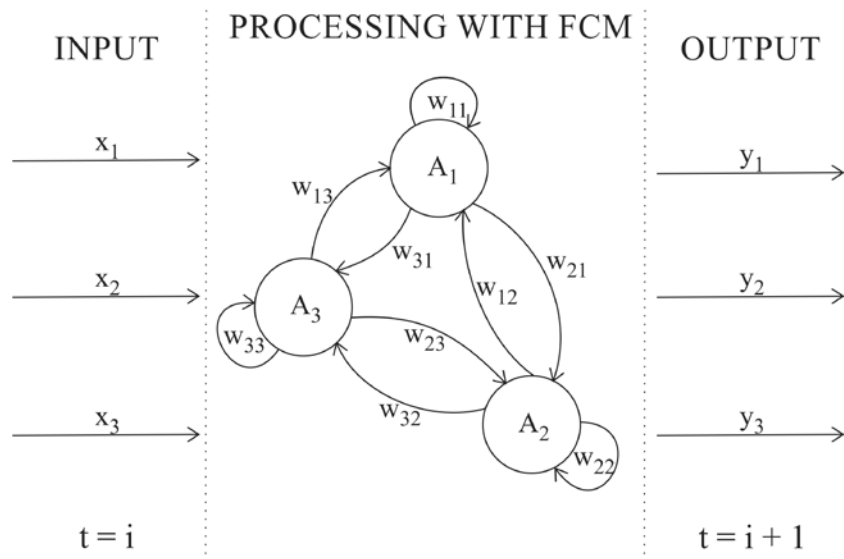 INPUT
PROCESSING WITH FCM
OUTPUT
x₁
x₂
x₃
w₁₁
A₁
w₁₃
w₃₁
w₂₁
w₁₂
A₃
w₃₃
w₂₃
w₃₂
A₂
w₂₂
y₁
y₂
y₃
t = i
t = i + 1